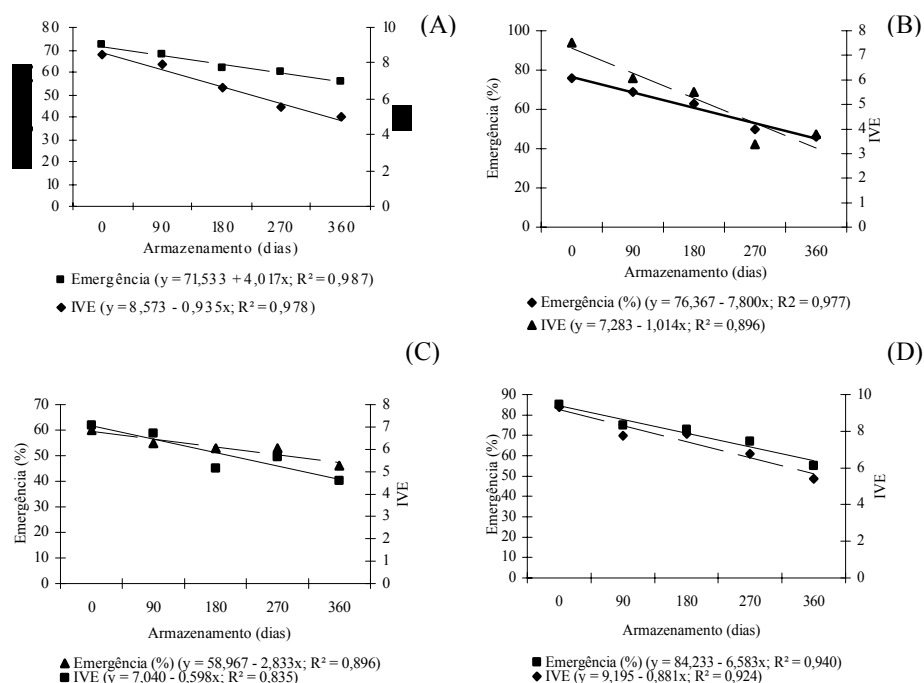 (A)
80
70
60
50
40
30
20
10
0
10
8
6
4
2
0
0 90 180 270 360
Armazenamento (dias)
Emergência (y = 71,533 + 4,017x; R² = 0,987)
IVE (y = 8,573 - 0,935x; R² = 0,978)
(B)
Emergência (%)
100
80
60
40
20
0
8
7
6
5
4
3
2
1
0
IVE
0 90 180 270 360
Armazenamento (dias)
Emergência (%) (y = 76,367 - 7,800x; R2 = 0,977)
IVE (y = 7,283 - 1,014x; R² = 0,896)
(C)
Emergência (%)
70
60
50
40
30
20
10
0
8
7
6
5
4
3
2
1
0
IVE
0 90 180 270 360
Armazenamento (dias)
Emergência (%) (y = 58,967 - 2,833x; R² = 0,896)
IVE (y = 7,040 - 0,598x; R² = 0,835)
(D)
Emergência (%)
90
80
70
60
50
40
30
20
10
0
10
8
6
4
2
0
IVE
0 90 180 270 360
Armazenamento (dias)
Emergência (%) (y = 84,233 - 6,583x; R² = 0,940)
IVE (y = 9,195 - 0,881x; R² = 0,924)